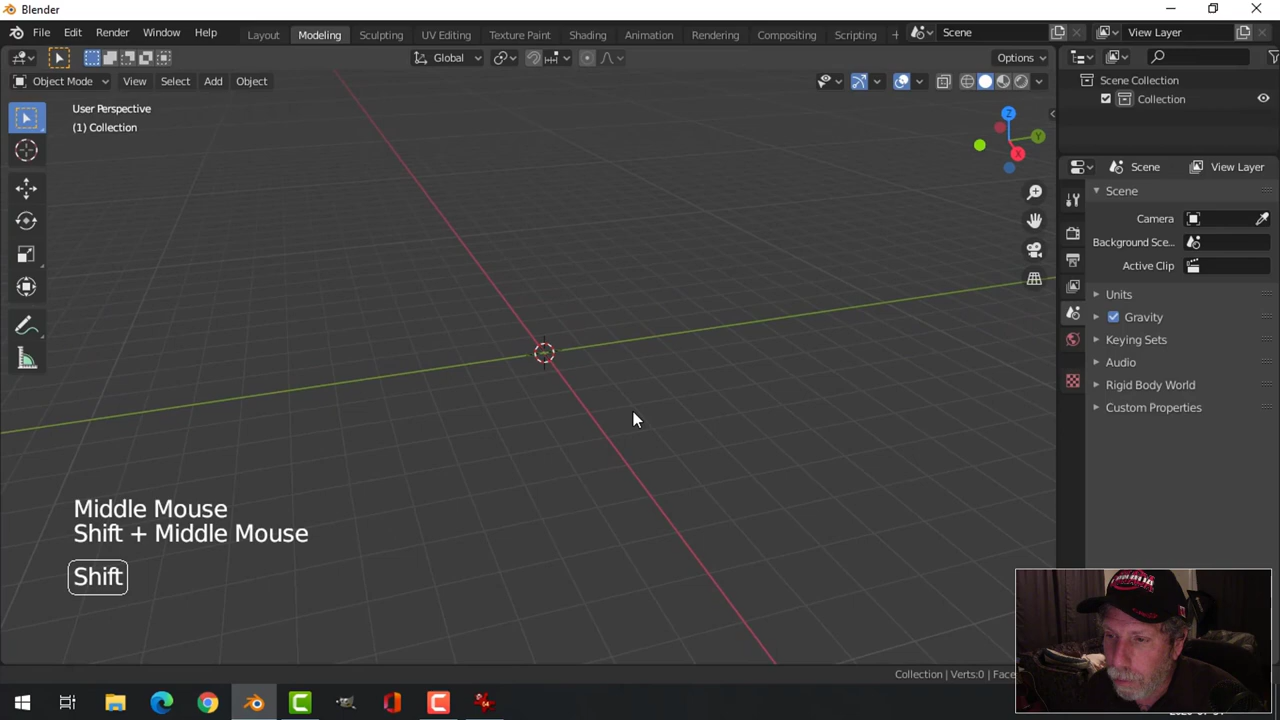 Blender
File Edit Render Window Help Layout Modeling Sculpting UV Editing Texture Paint Shading Animation Rendering Compositing Scripting + Scene View Layer
Global Options
Object Mode View Select Add Object
Scene Collection
Collection
User Perspective
(1) Collection
Z
Y
X
Scene View Layer
Scene
Camera
Background Sce...
Active Clip
Units
Gravity
Keying Sets
Audio
Rigid Body World
Custom Properties
Middle Mouse
Shift + Middle Mouse
Shift
Collection | Verts:0 | Face